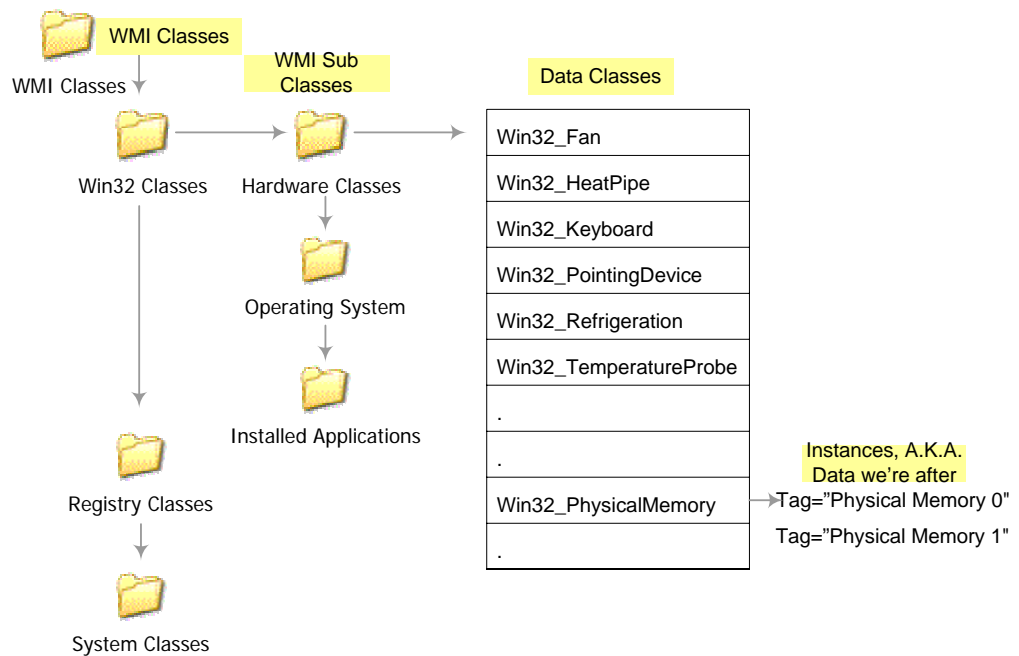 WMI Classes
WMI Classes
WMI Sub
Classes
Data Classes
Win32 Classes
Hardware Classes
Operating System
Installed Applications
Registry Classes
System Classes
Win32_Fan
Win32_HeatPipe
Win32_Keyboard
Win32_PointingDevice
Win32_Refrigeration
Win32_TemperatureProbe
.
.
Win32_PhysicalMemory
.
Instances, A.K.A.
Data we’re after
Tag=”Physical Memory 0"
Tag=”Physical Memory 1"